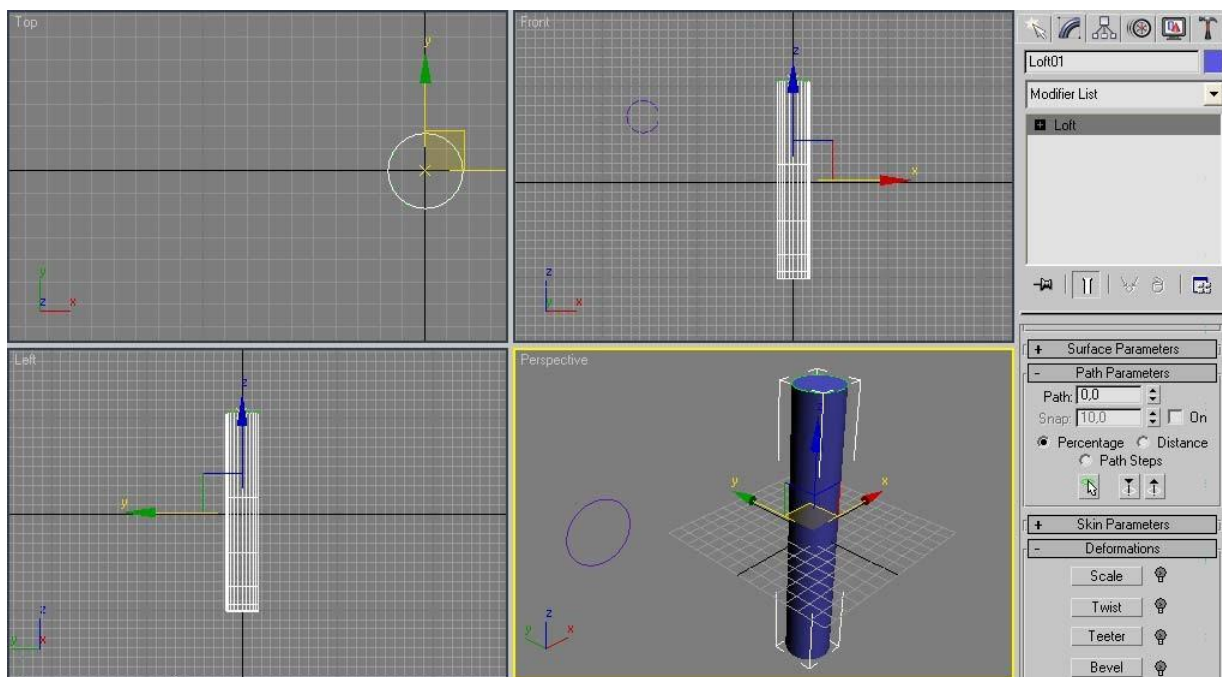 Top
y
y
z
x
Front
z
x
z
y
x
Left
z
y
z
y
x
Perspective
z
y
x
z
y
x
Loft01
Modifier List
Loft
+ Surface Parameters
- Path Parameters
Path: 0,0
Snap: 10,0 On
Percentage Distance
Path Steps
+ Skin Parameters
- Deformations
Scale
Twist
Teeter
Bevel